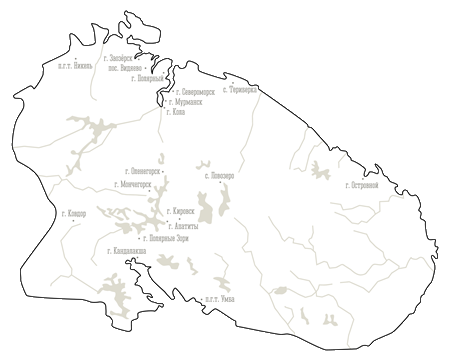 г. Заозёрск
п.г.т. Никель
пос. Видяево
г. Полярный
г. Североморск
с. Териберка
г. Мурманск
г. Кола
г. Оленегорск
с. Ловозеро
г. Мончегорск
г. Островной
г. Ковдор
г. Кировск
г. Апатиты
г. Полярные Зори
г. Кандалакша
п.г.т. Умба